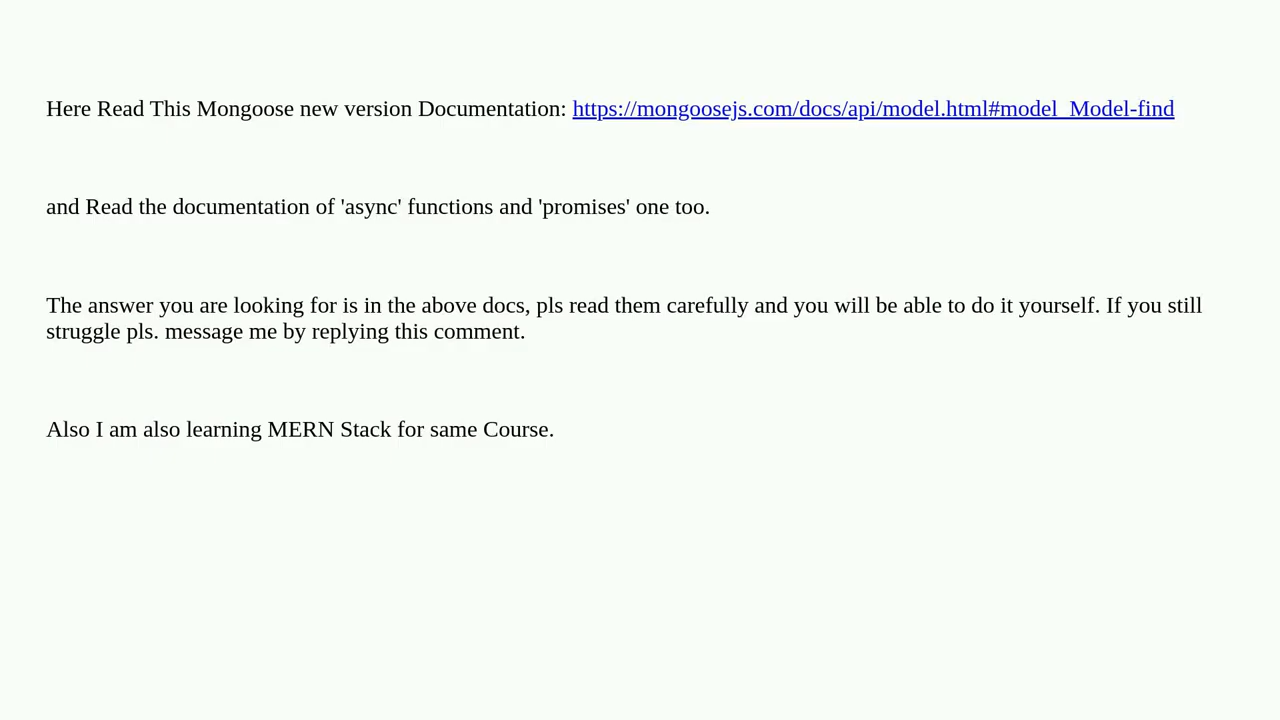 Here Read This Mongoose new version Documentation: https://mongoosejs.com/docs/api/model.html#model_Model-find
and Read the documentation of 'async' functions and 'promises' one too.
The answer you are looking for is in the above docs, pls read them carefully and you will be able to do it yourself. If you still
struggle pls. message me by replying this comment.
Also I am also learning MERN Stack for same Course.